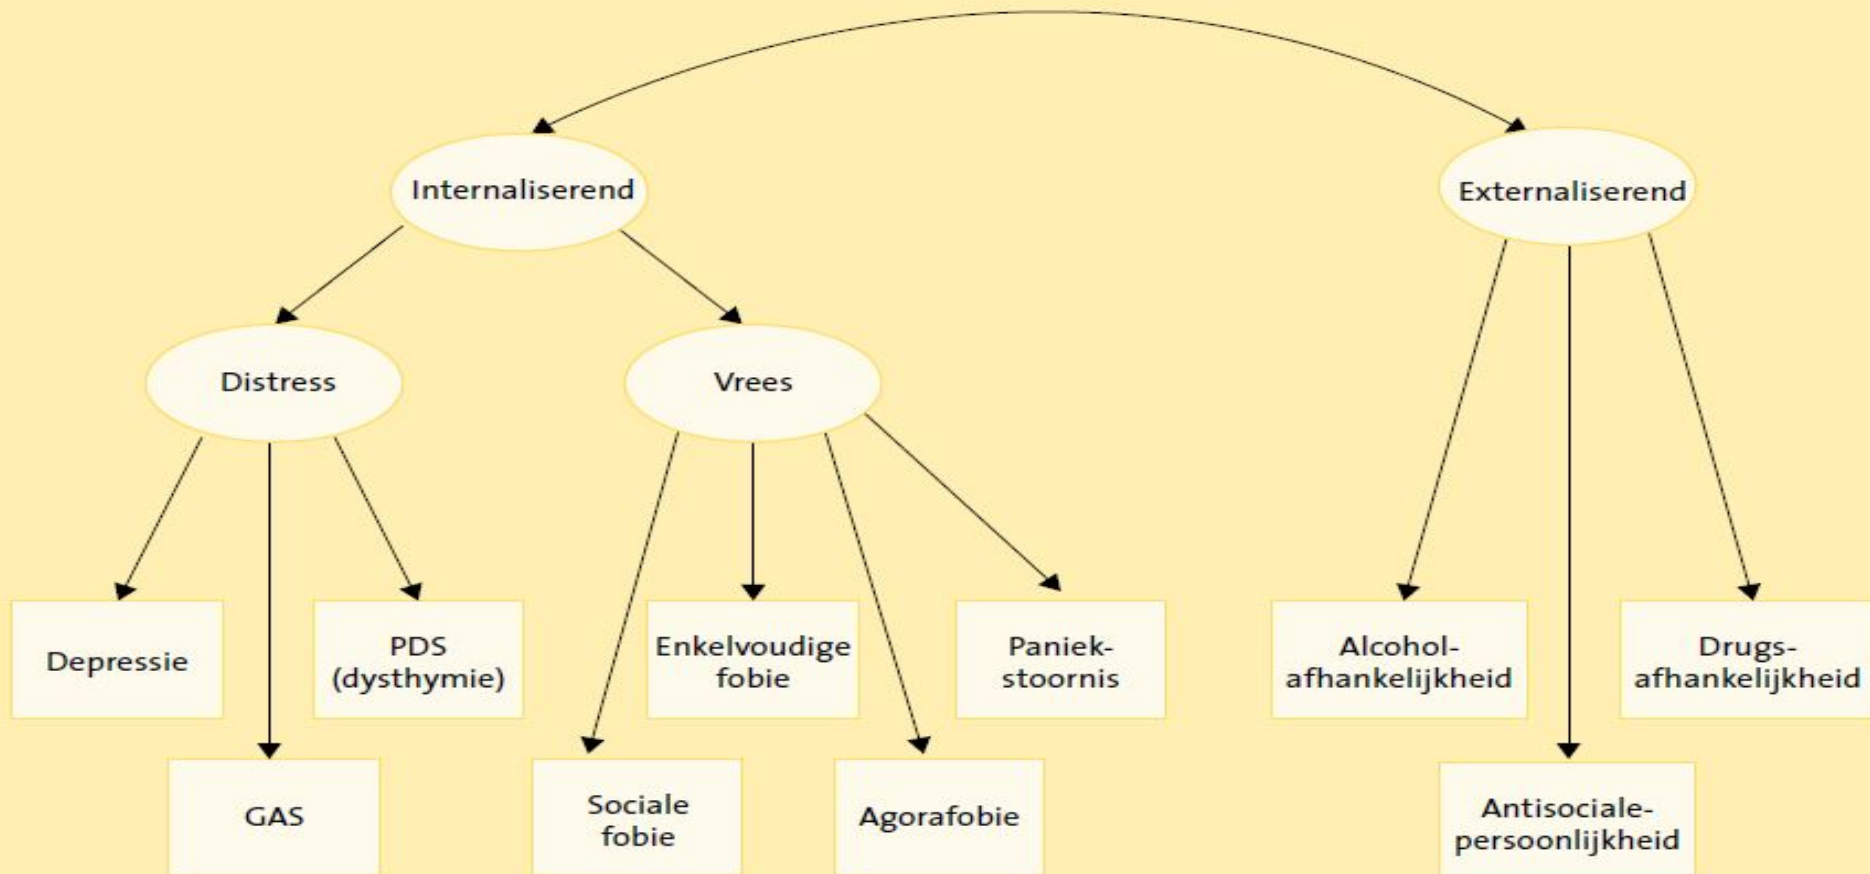 Internaliserend
Externaliserend
Distress
Vrees
Depressie
PDS
(dysthymie)
Enkelvoudige
fobie
Paniek-
stoornis
Alcohol-
afhankelijkheid
Drugs-
afhankelijkheid
GAS
Sociale
fobie
Agorafobie
Antisociale-
persoonlijkheid